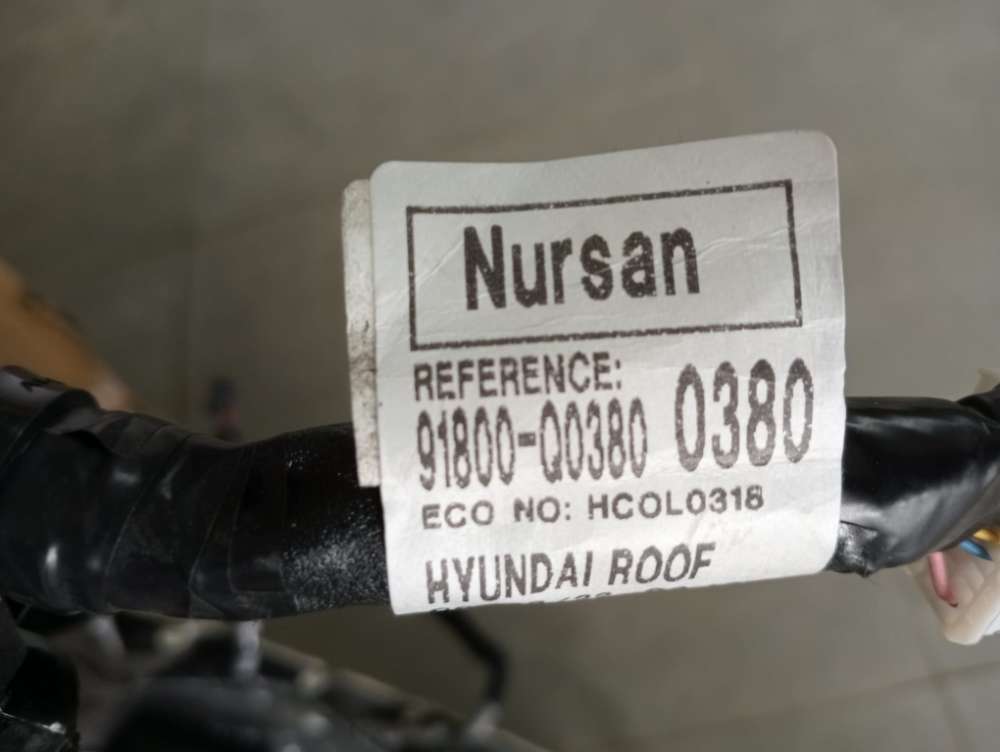 Nursan
REFERENCE:
91800-Q0380 0380
ECO NO: HCOL0318
HYUNDAI ROOF